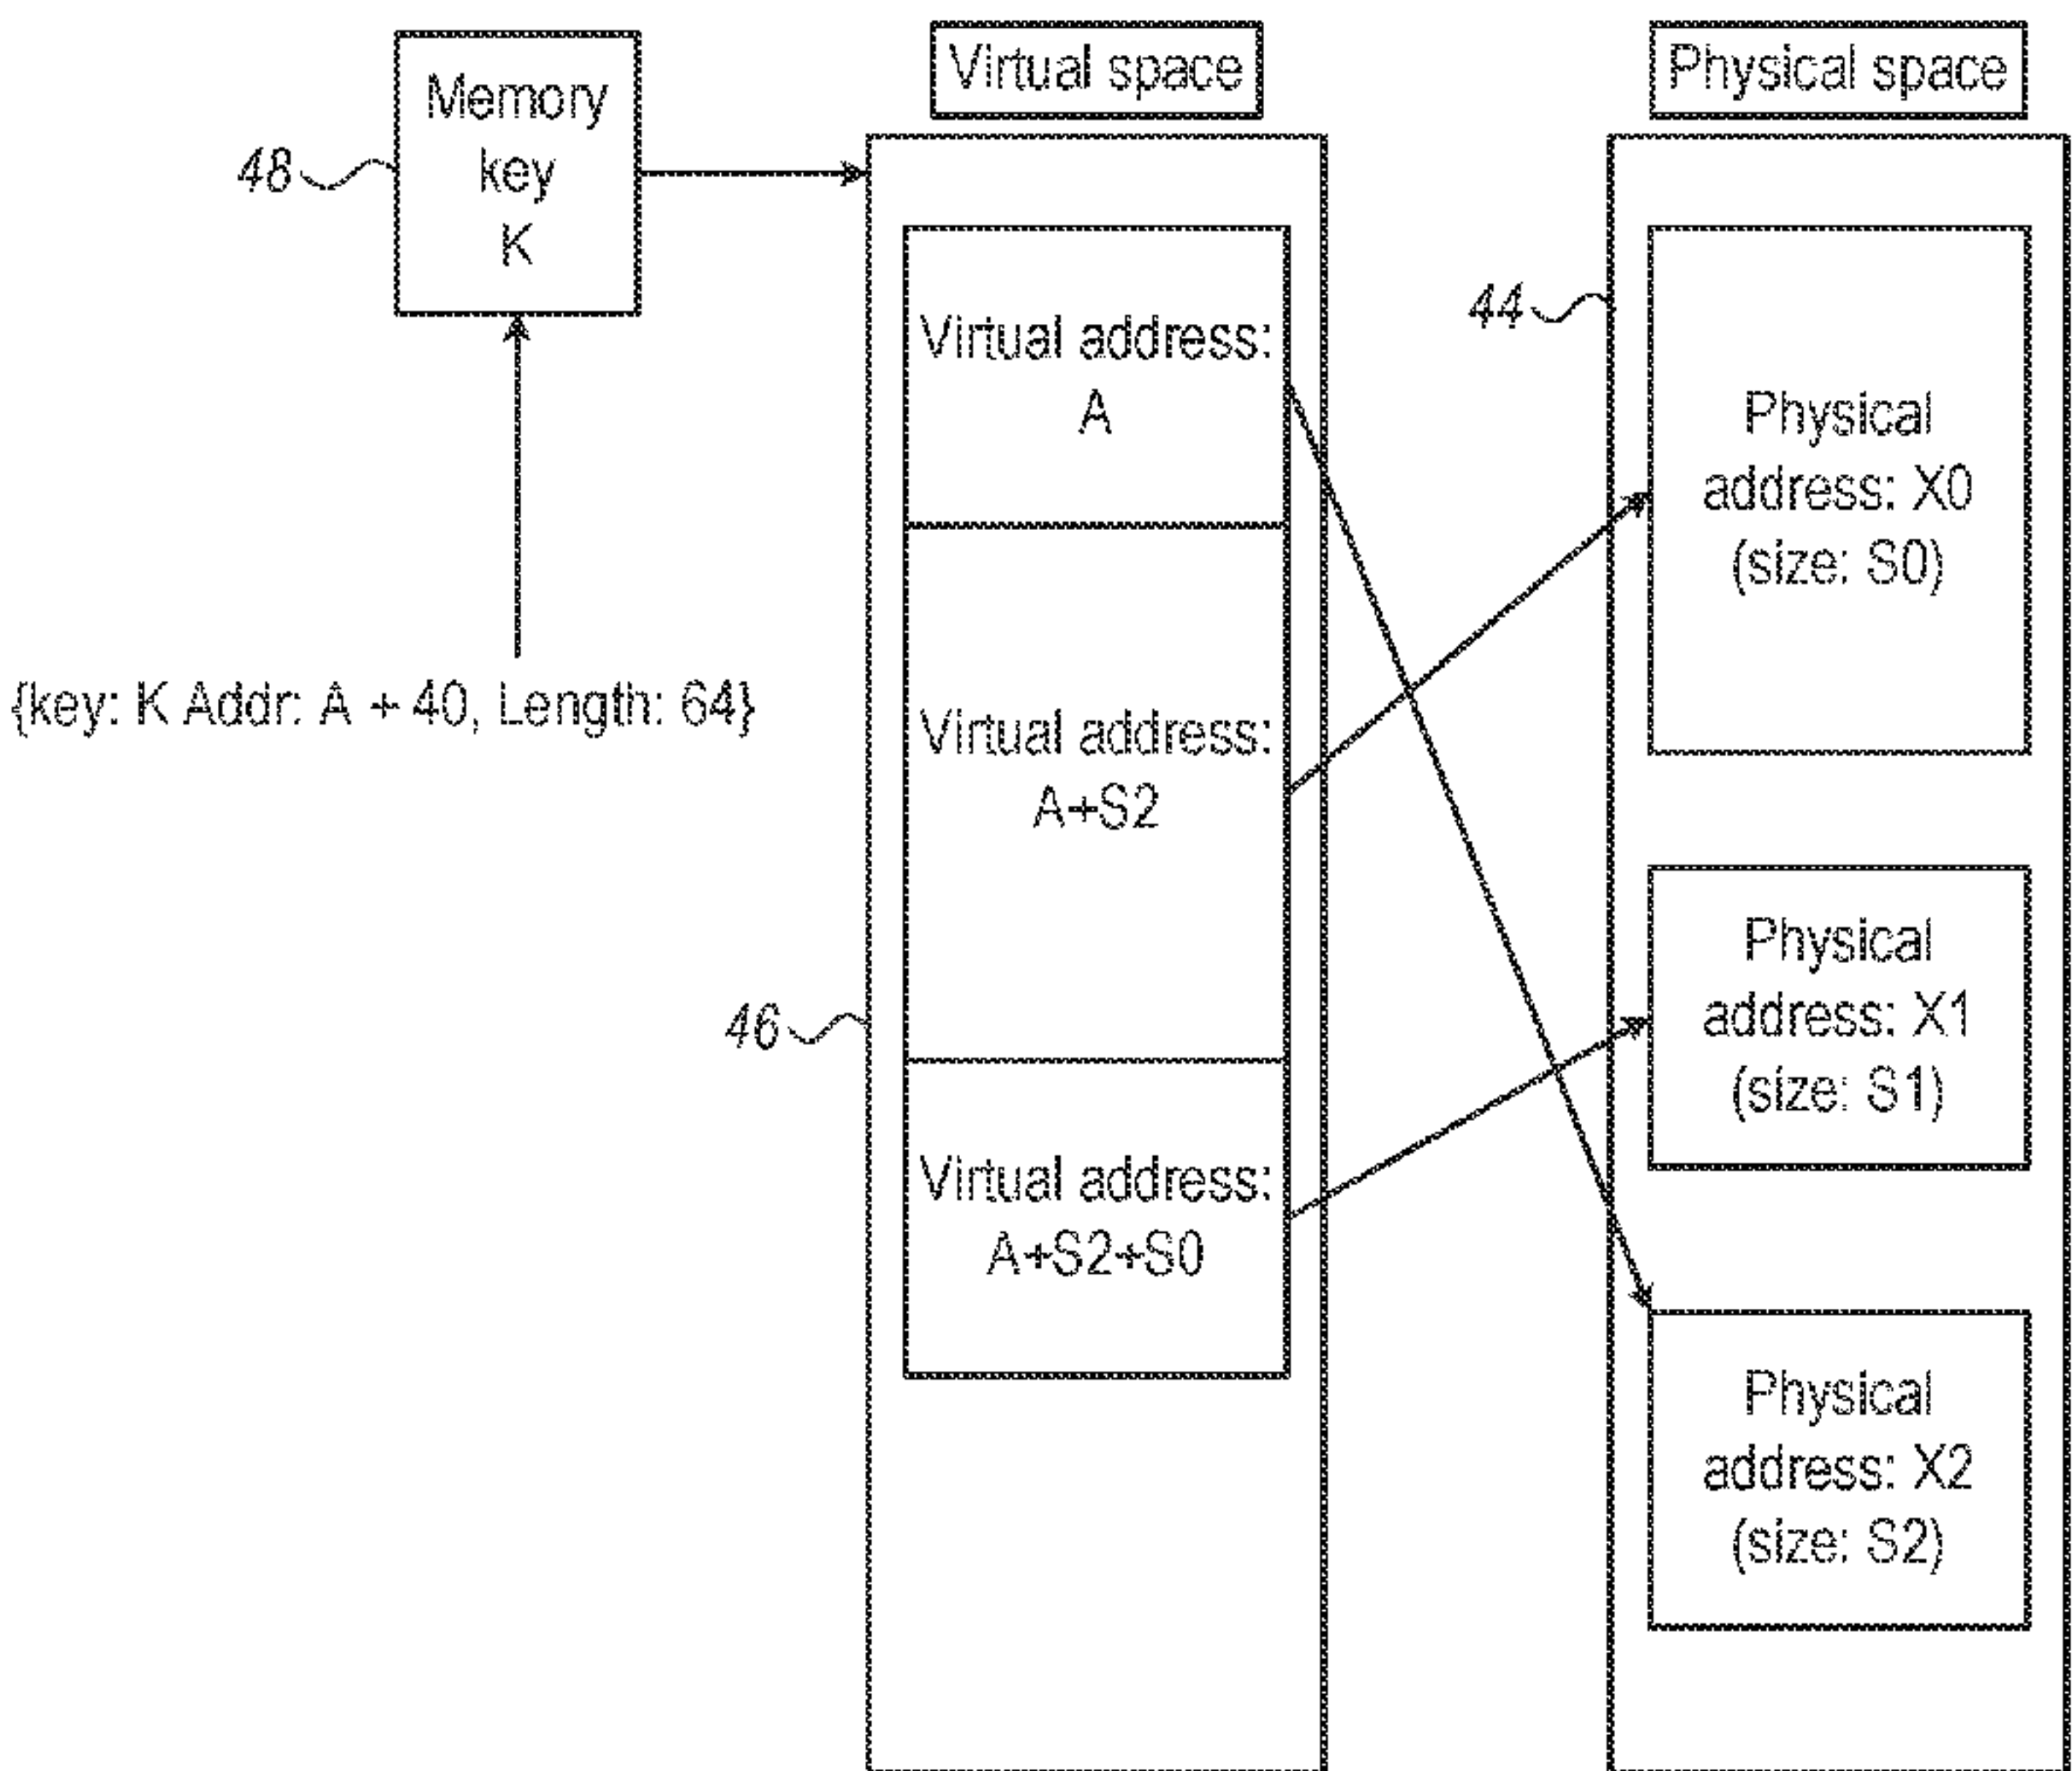 Memory
key
K
48
{key: K Addr: A + 40, Length: 64}
Virtual space
Virtual address:
A
Virtual address:
A+S2
46
Virtual address:
A+S2+S0
Physical space
44
Physical
address: X0
(size: S0)
Physical
address: X1
(size: S1)
Physical
address: X2
(size: S2)